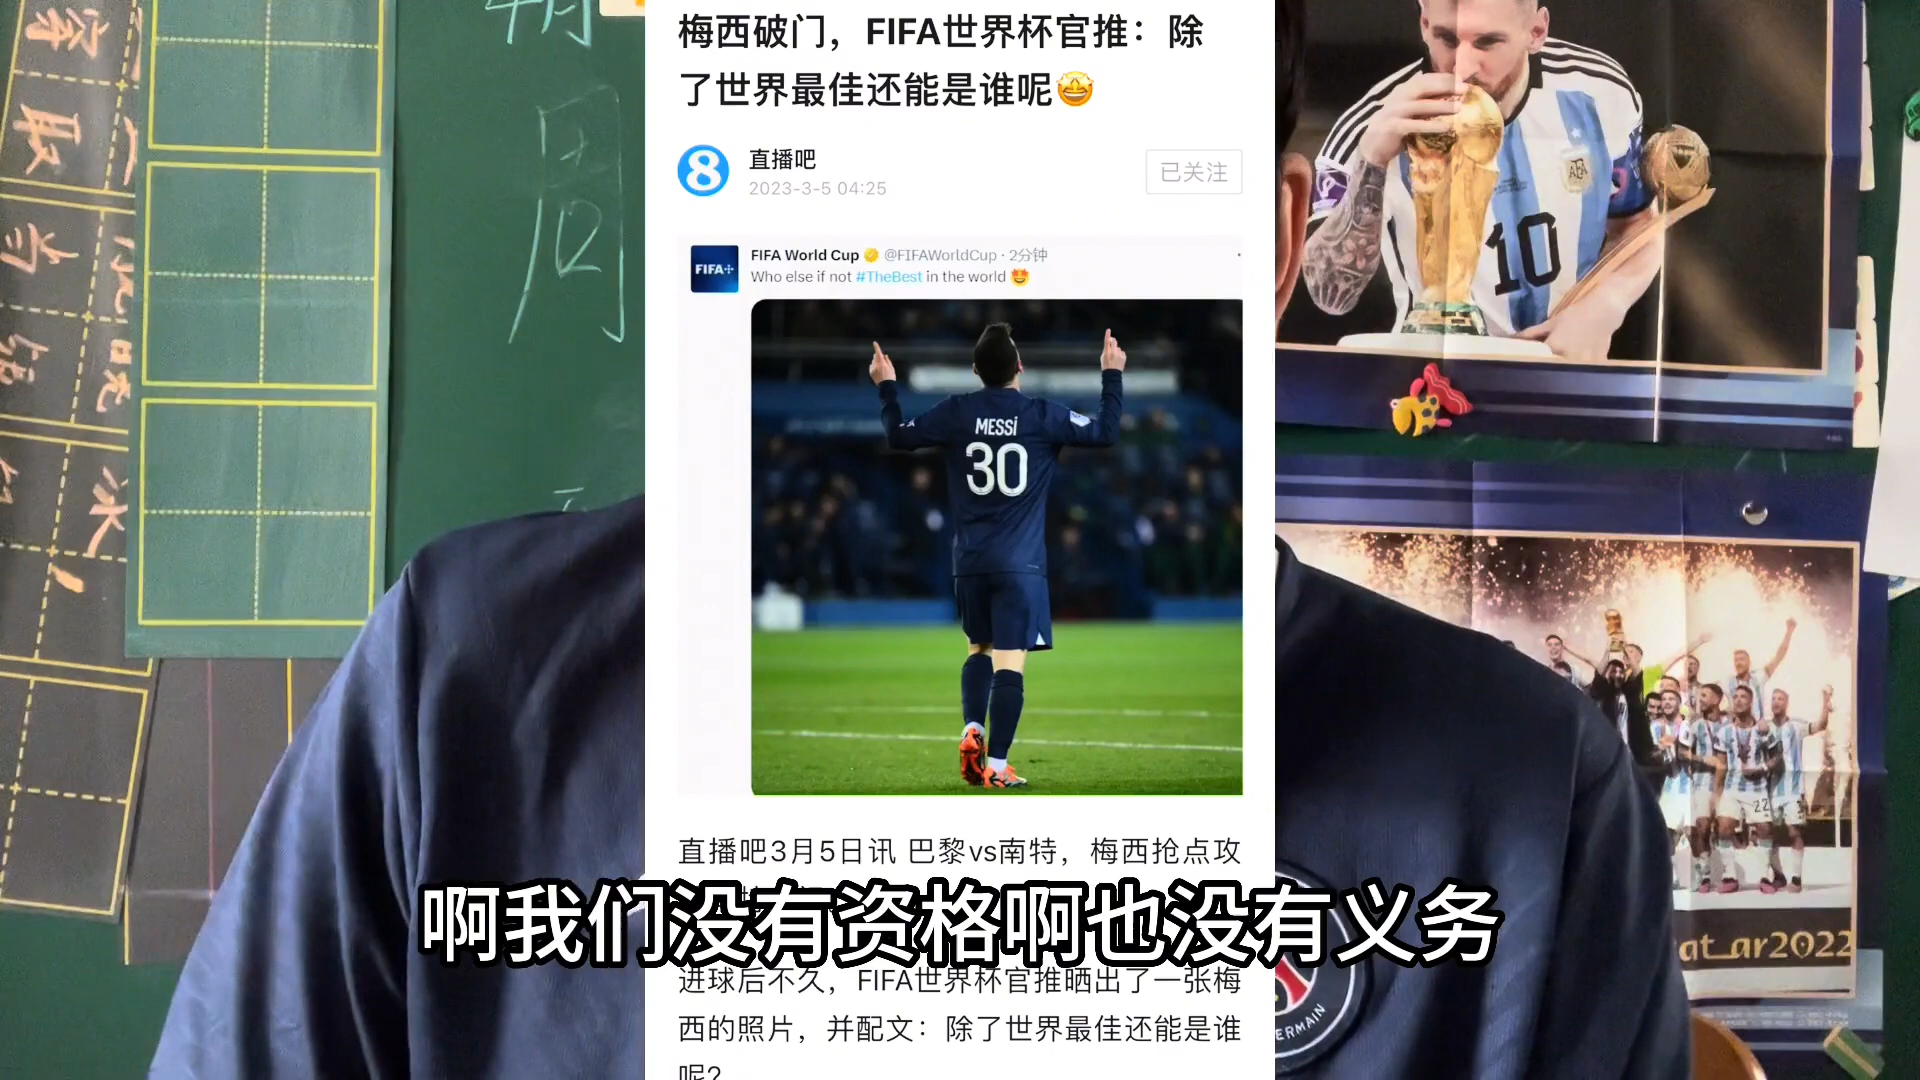 梅西破门，FIFA世界杯官推：除
了世界最佳还能是谁呢🤩
直播吧
2023-3-5 04:25
已关注
FIFA+
FIFA World Cup @FIFAWorldCup · 2分钟
Who else if not #TheBest in the world 🤩
MESSI
30
直播吧3月5日讯 巴黎vs南特，梅西抢点攻
啊我们没有资格啊也没有义务
进球后不久，FIFA世界杯官推晒出了一张梅
西的照片，并配文：除了世界最佳还能是谁
呢？
周
取
AFA
10
22
at_ar2022
ERMAIN